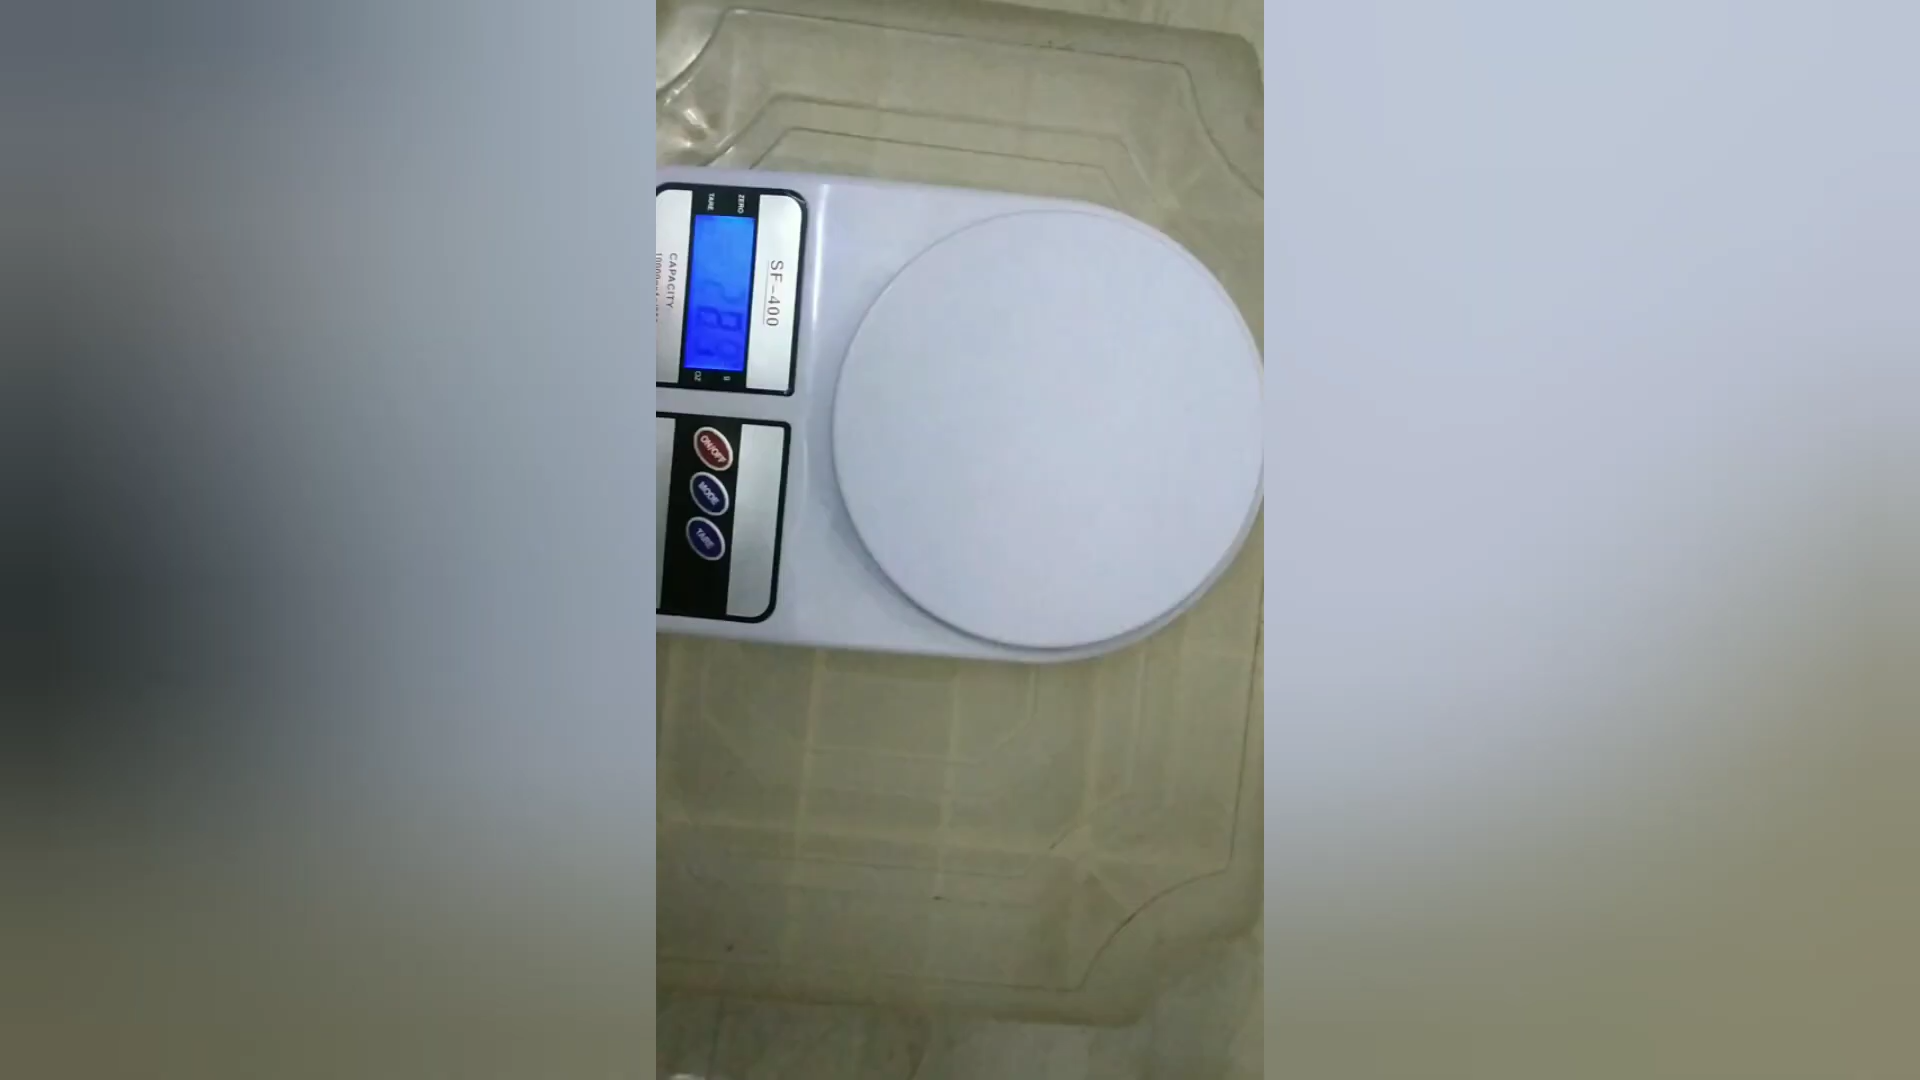 SF-400
ZERO
TARE
g
OZ
CAPACITY
ON/OFF
MODE
TARE